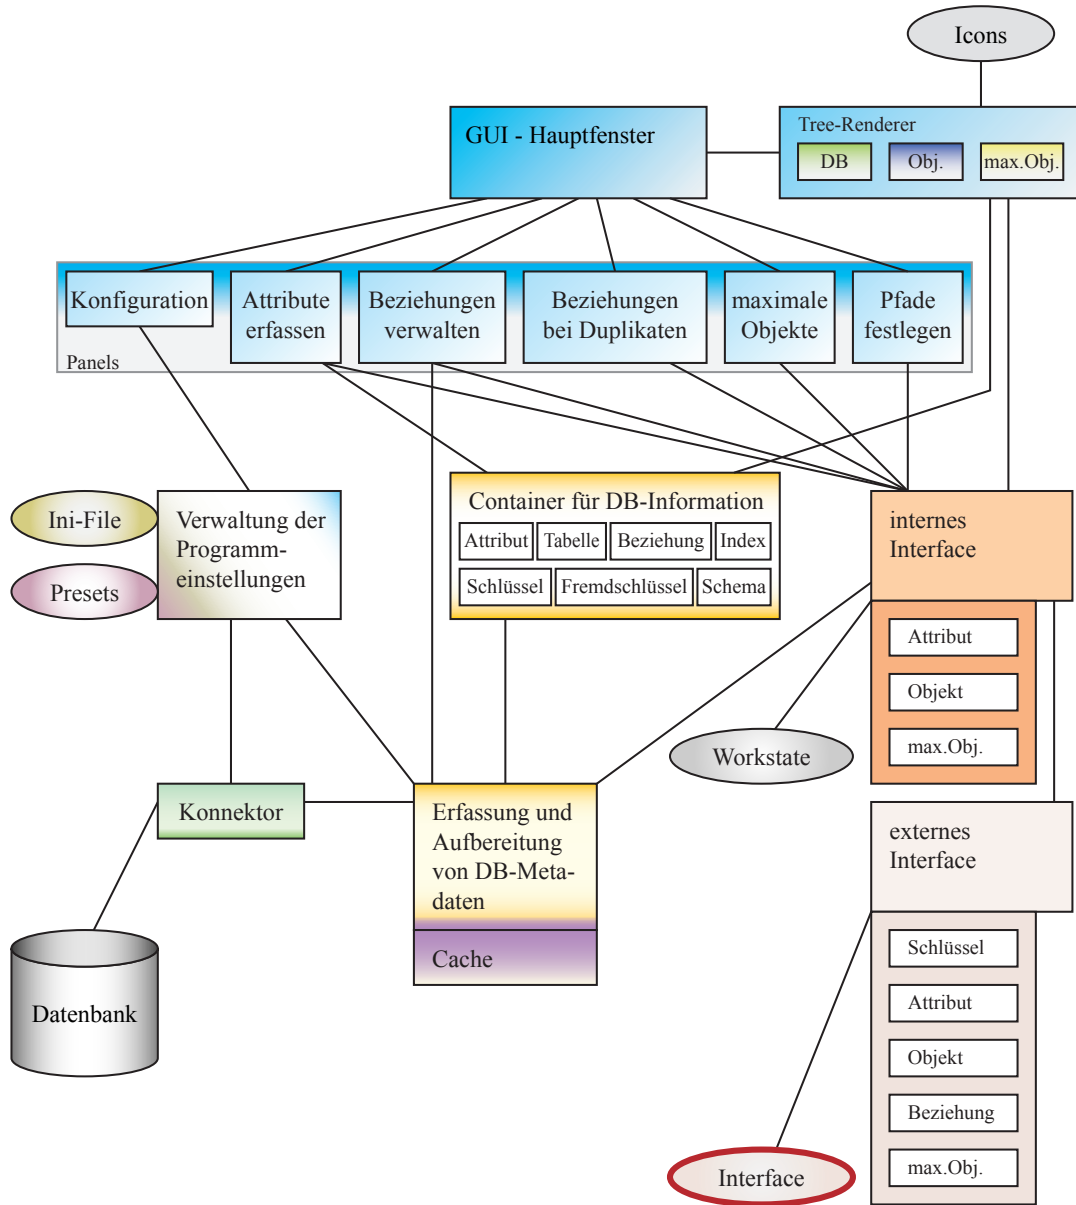 Icons
GUI - Hauptfenster
Tree-Renderer
DB
Obj.
max.Obj.
Konfiguration
Attribute
erfassen
Beziehungen
verwalten
Beziehungen
bei Duplikaten
maximale
Objekte
Pfade
festlegen
Panels
Ini-File
Presets
Verwaltung der
Programm-
einstellungen
Container für DB-Information
Attribut
Tabelle
Beziehung
Index
Schlüssel
Fremdschlüssel
Schema
internes
Interface
Attribut
Objekt
max.Obj.
Workstate
Konnektor
Erfassung und
Aufbereitung
von DB-Meta-
daten
Cache
Datenbank
externes
Interface
Schlüssel
Attribut
Objekt
Beziehung
max.Obj.
Interface